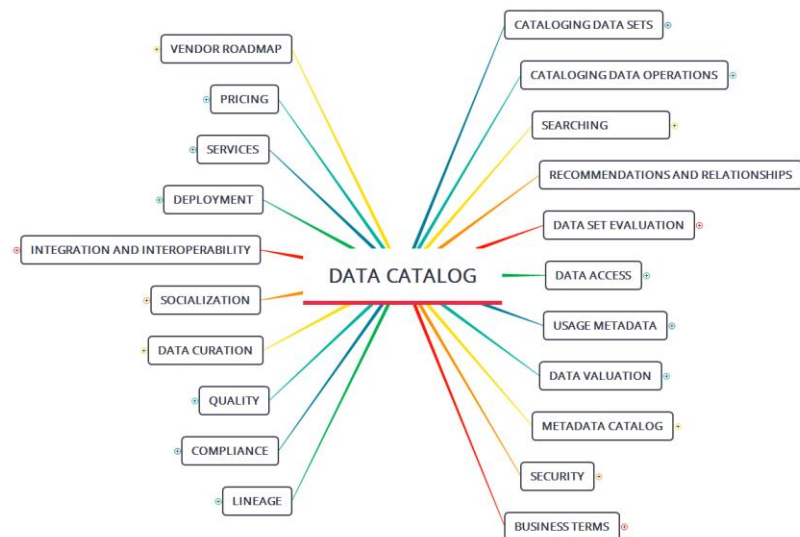 VENDOR ROADMAP
PRICING
SERVICES
DEPLOYMENT
INTEGRATION AND INTEROPERABILITY
SOCIALIZATION
DATA CURATION
QUALITY
COMPLIANCE
LINEAGE
DATA CATALOG
CATALOGING DATA SETS
CATALOGING DATA OPERATIONS
SEARCHING
RECOMMENDATIONS AND RELATIONSHIPS
DATA SET EVALUATION
DATA ACCESS
USAGE METADATA
DATA VALUATION
METADATA CATALOG
SECURITY
BUSINESS TERMS